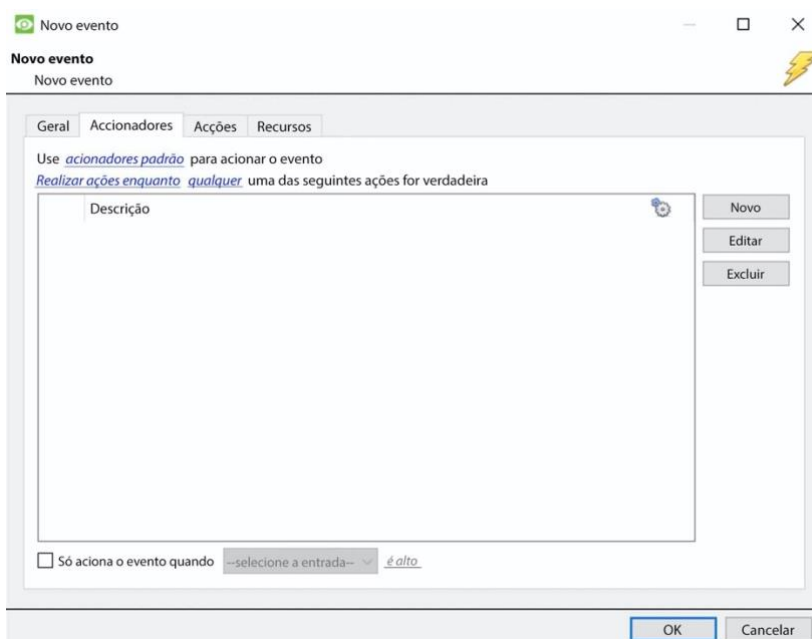 Novo evento
Novo evento
Novo evento
Geral Accionadores Acções Recursos
Use acionadores padrão para acionar o evento
Realizar ações enquanto qualquer uma das seguintes ações for verdadeira
Descrição
Novo
Editar
Excluir
Só aciona o evento quando --selecione a entrada-- é alto
OK Cancelar